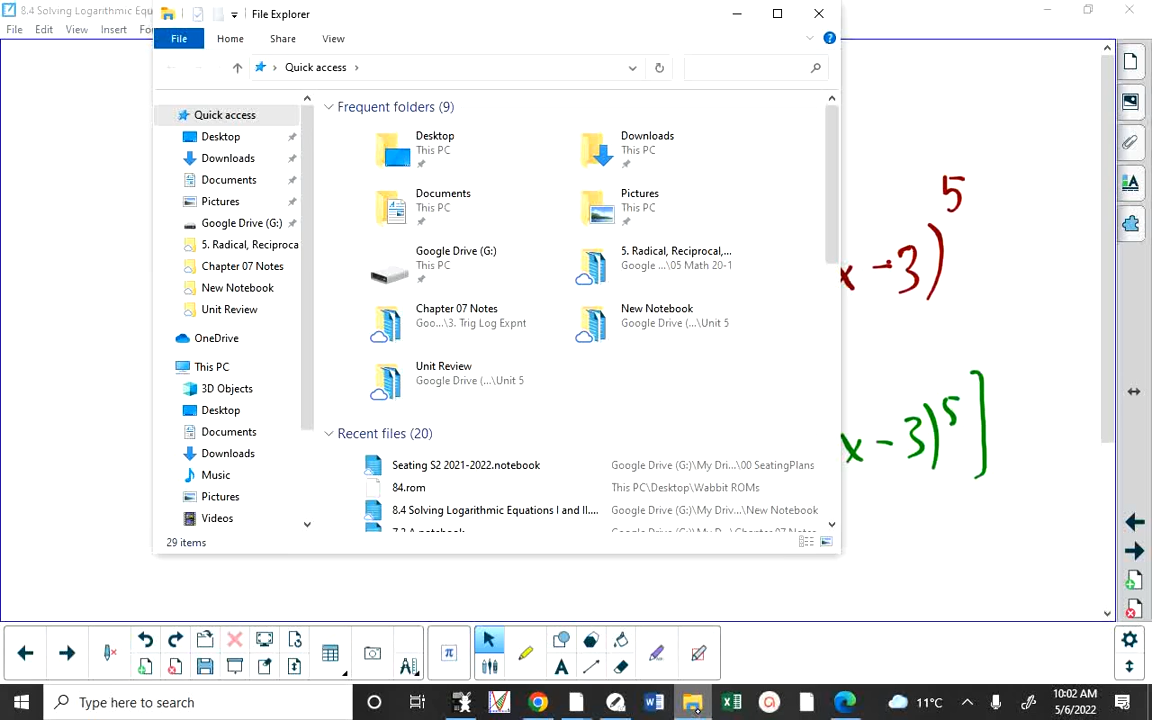 8.4 Solving Logarithmic Equ
File Explorer
File Edit View Insert Fo
File Home Share View
Quick access
Quick access
Desktop
Downloads
Documents
Pictures
Google Drive (G:)
5. Radical, Reciproca
Chapter 07 Notes
New Notebook
Unit Review
OneDrive
This PC
3D Objects
Desktop
Documents
Downloads
Music
Pictures
Videos
Frequent folders (9)
Desktop
This PC
Downloads
This PC
Documents
This PC
Pictures
This PC
Google Drive (G:)
This PC
5. Radical, Reciprocal,...
Google ...\05 Math 20-1
Chapter 07 Notes
Goo...\3. Trig Log Expnt
New Notebook
Google Drive (...\Unit 5
Unit Review
Google Drive (...\Unit 5
Recent files (20)
Seating S2 2021-2022.notebook Google Drive (G:)\My Dri...\00 SeatingPlans
84.rom This PC\Desktop\Wabbit ROMs
8.4 Solving Logarithmic Equations I and II.... Google Drive (G:)\My Driv...\New Notebook
29 items
x - 3)^5
x - 3)^5]
Type here to search
11°C
10:02 AM
5/6/2022